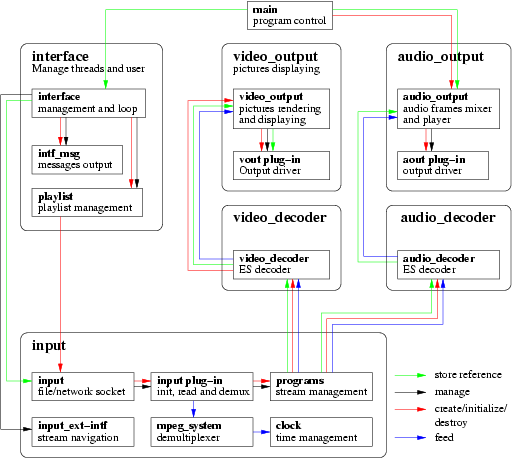 main
program control
interface
Manage threads and user
interface
management and loop
intf_msg
messages output
playlist
playlist management
video_output
pictures displaying
video_output
pictures rendering
and displaying
vout plug-in
Output driver
audio_output
audio_output
audio frames mixer
and player
aout plug-in
output driver
video_decoder
video_decoder
ES decoder
audio_decoder
audio_decoder
ES decoder
input
input
file/network socket
input plug-in
init, read and demux
programs
stream management
input_ext-intf
stream navigation
mpeg_system
demultiplexer
clock
time management
store reference
manage
create/initialize/
destroy
feed